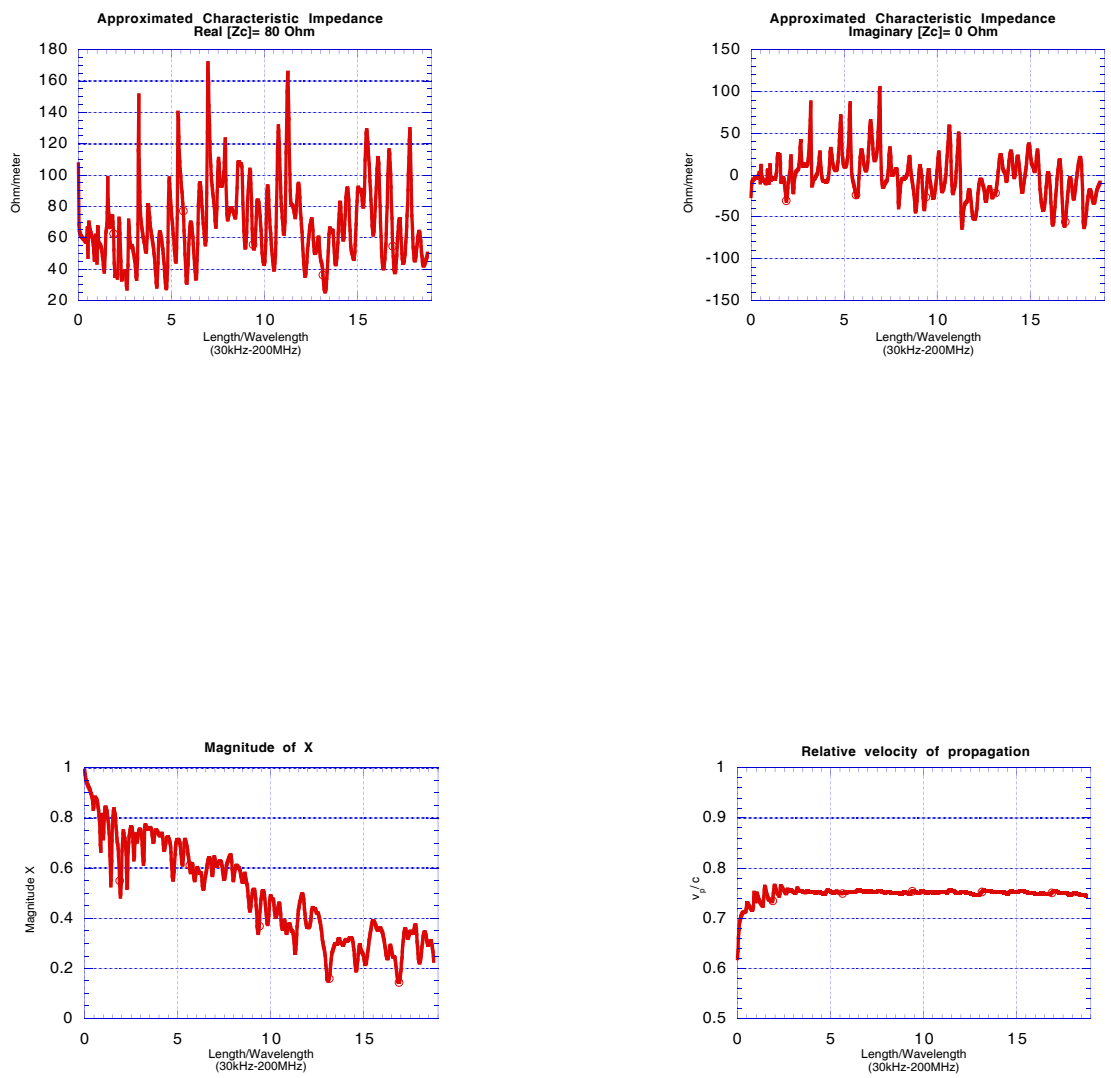 Approximated Characteristic Impedance
Real [Zc]= 80 Ohm
180
160
140
120
100
80
60
40
20
Ohm/meter
0 5 10 15
Length/Wavelength
(30kHz-200MHz)
Approximated Characteristic Impedance
Imaginary [Zc]= 0 Ohm
150
100
50
0
-50
-100
-150
Ohm/meter
0 5 10 15
Length/Wavelength
(30kHz-200MHz)
Magnitude of X
1
0.8
0.6
0.4
0.2
0
Magnitude X
0 5 10 15
Length/Wavelength
(30kHz-200MHz)
Relative velocity of propagation
1
0.9
0.8
0.7
0.6
0.5
vp/c
0 5 10 15
Length/Wavelength
(30kHz-200MHz)